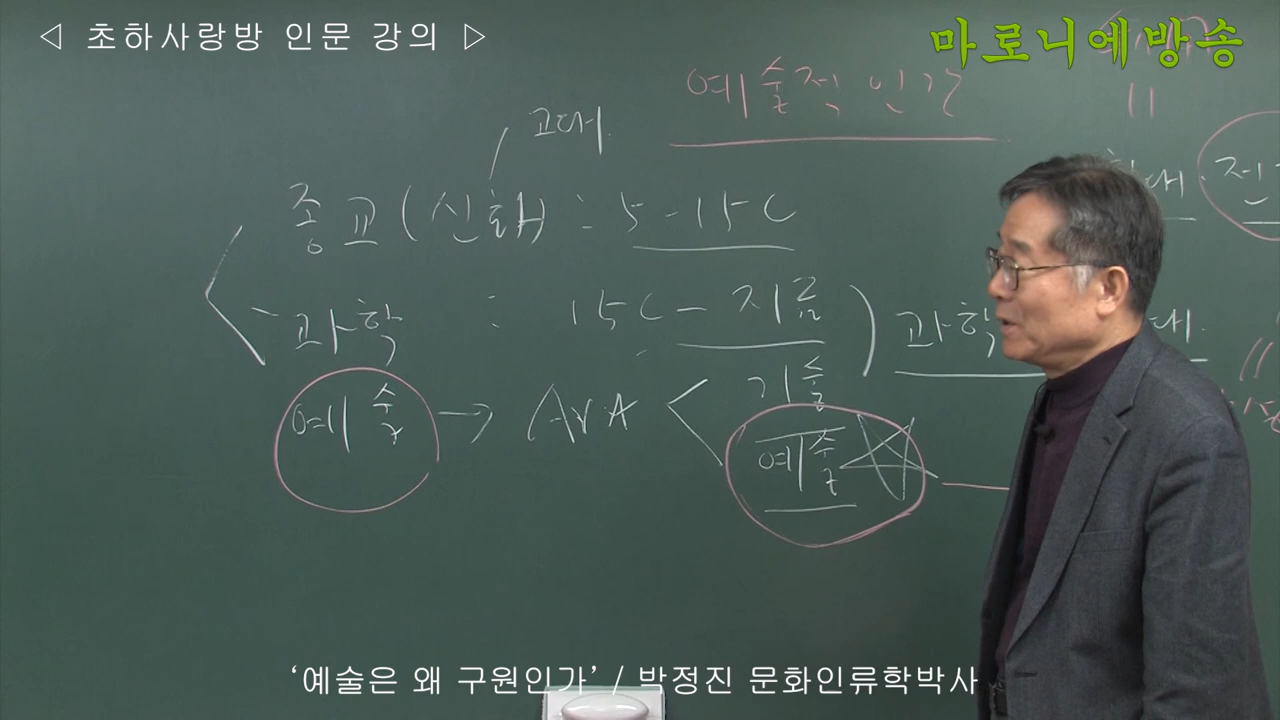 ◁ 초하사랑방 인문 강의 ▷
마로니에방송
예술적 인간
고대
종교(신화) : 5-15C
과학 : 15C - 지금) 과학
기술
예술 → Art
예술
'예술은 왜 구원인가' / 박정진 문화인류학박사